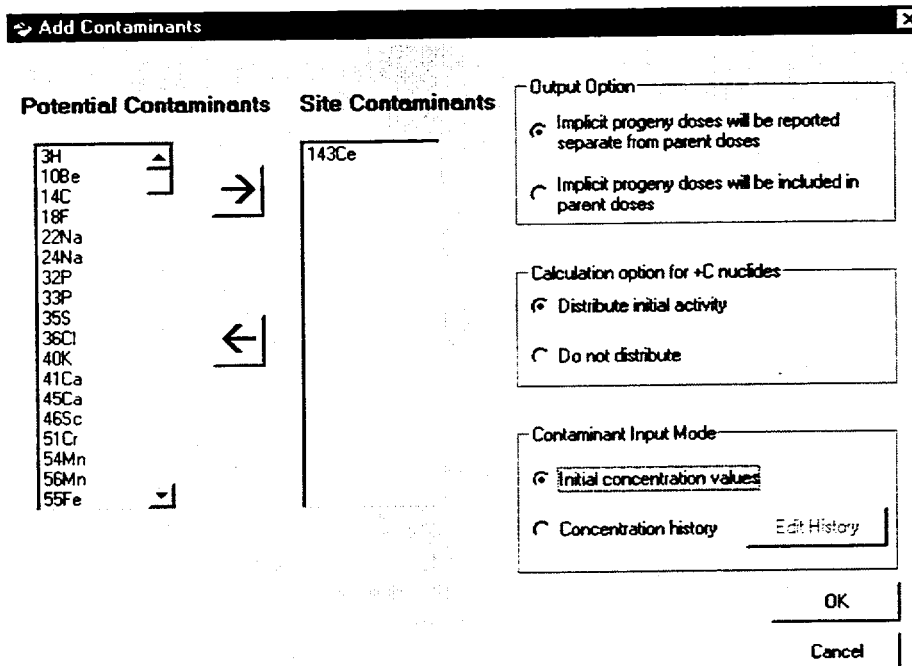 Add Contaminants
Potential Contaminants
Site Contaminants
3H
10Be
14C
18F
22Na
24Na
32P
33P
35S
36Cl
40K
41Ca
45Ca
46Sc
51Cr
54Mn
56Mn
55Fe
143Ce
Output Option
Implicit progeny doses will be reported
separate from parent doses
Implicit progeny doses will be included in
parent doses
Calculation option for +C nuclides
Distribute initial activity
Do not distribute
Contaminant Input Mode
Initial concentration values
Concentration history
Edit History
OK
Cancel